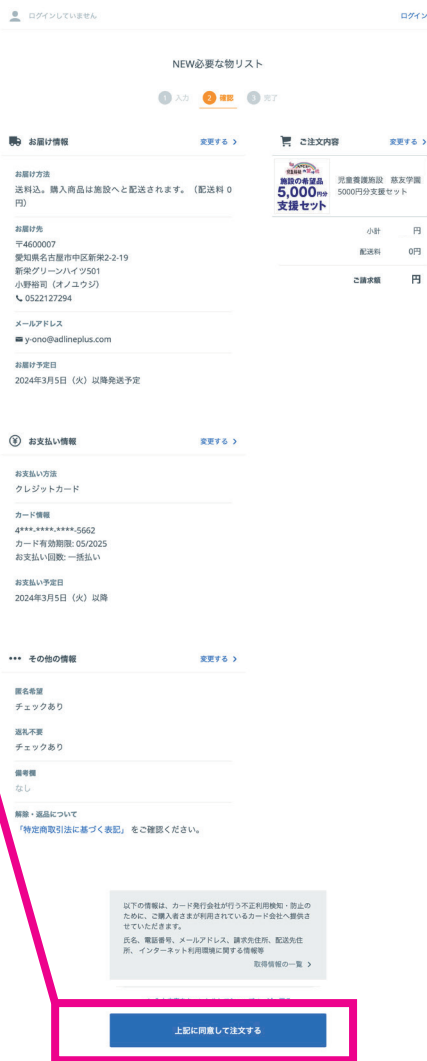 ログインしていません
ログイン
NEW必要な物リスト
1 入力 2 確認 3 完了
お届け情報
変更する
お届け方法
送料込。購入商品は施設へと配送されます。（配送料 0
円）
お届け先
〒4600007
愛知県名古屋市中区新栄2-2-19
新栄グリーンハイツ501
小野裕司（オノユウジ）
0522127294
メールアドレス
y-ono@adlineplus.com
お届け予定日
2024年3月5日（火）以降発送予定
ご注文内容
変更する
施設の希望品
5,000円分
支援セット
児童養護施設 慈友学園
5000円分支援セット
小計 円
配送料 0円
ご請求額 円
お支払い情報
変更する
お支払い方法
クレジットカード
カード情報
4***-****-****-5662
カード有効期限: 05/2025
お支払い回数: 一括払い
お支払い予定日
2024年3月5日（火）以降
その他の情報
変更する
匿名希望
チェックあり
返礼不要
チェックあり
備考欄
なし
解除・返品について
「特定商取引法に基づく表記」 をご確認ください。
以下の情報は、カード発行会社が行う不正利用検知・防止の
ために、ご購入者さまが利用されているカード会社へ提供さ
せていただきます。
氏名、電話番号、メールアドレス、請求先住所、配送先住
所、インターネット利用環境に関する情報等
取得情報の一覧
上記に同意して注文する